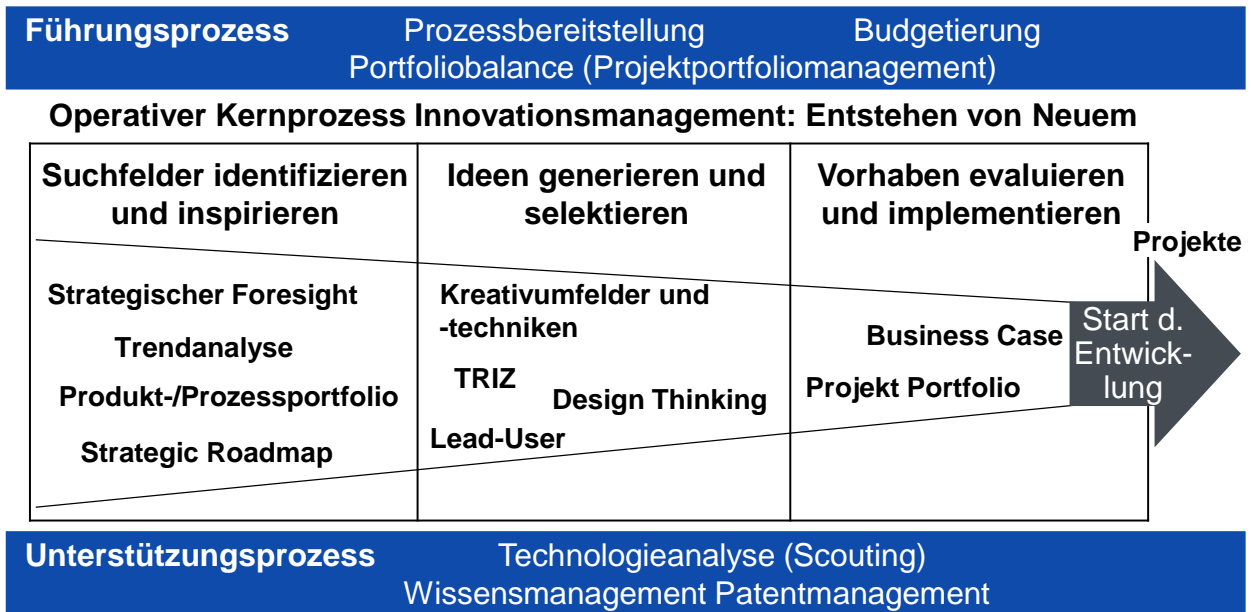 Führungsprozess Prozessbereitstellung Budgetierung
Portfoliobalance (Projektportfoliomanagement)
Operativer Kernprozess Innovationsmanagement: Entstehen von Neuem
Suchfelder identifizieren
und inspirieren
Strategischer Foresight
Trendanalyse
Produkt-/Prozessportfolio
Strategic Roadmap
Ideen generieren und
selektieren
Kreativumfelder und
-techniken
TRIZ
Design Thinking
Lead-User
Vorhaben evaluieren
und implementieren
Business Case
Projekt Portfolio
Projekte
Start d.
Entwick-
lung
Unterstützungsprozess Technologieanalyse (Scouting)
Wissensmanagement Patentmanagement